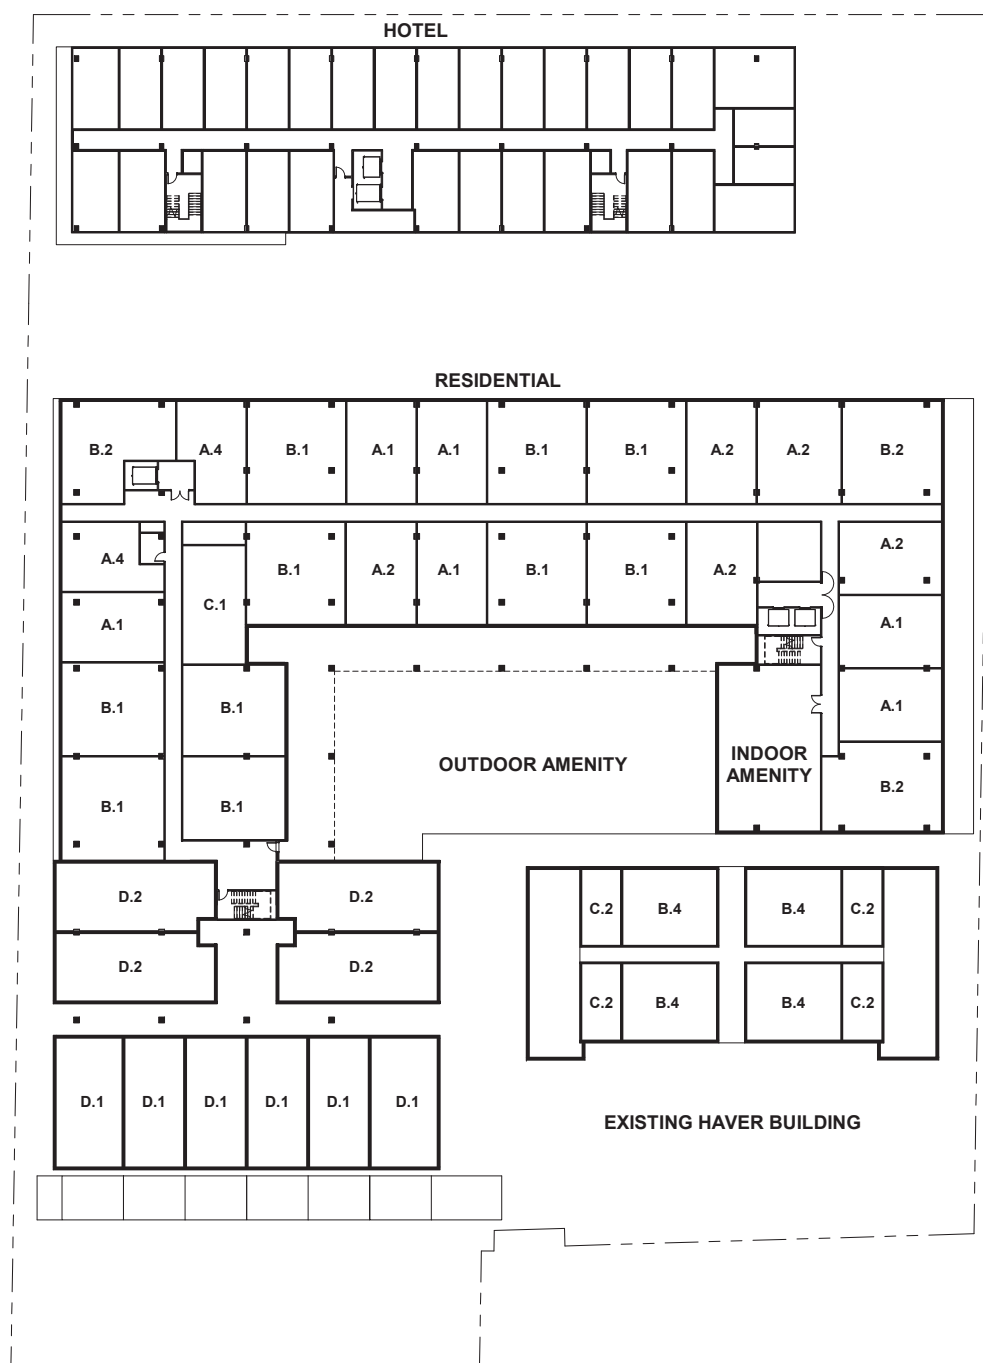 HOTEL
RESIDENTIAL
B.2 A.4 B.1 A.1 A.1 B.1 B.1 A.2 A.2 B.2
A.4 C.1 B.1 A.2 A.1 B.1 B.1 A.2 A.2
A.1 A.1
B.1 B.1 A.1
OUTDOOR AMENITY
INDOOR
AMENITY
B.1 B.1 B.2
D.2 D.2
C.2 B.4 B.4 C.2
D.2 D.2
C.2 B.4 B.4 C.2
D.1 D.1 D.1 D.1 D.1 D.1
EXISTING HAVER BUILDING